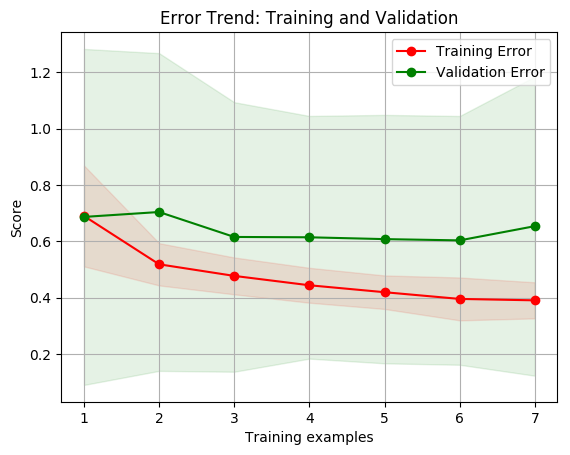 Error Trend: Training and Validation
Training Error
Validation Error
Score
1.2
1.0
0.8
0.6
0.4
0.2
1 2 3 4 5 6 7
Training examples